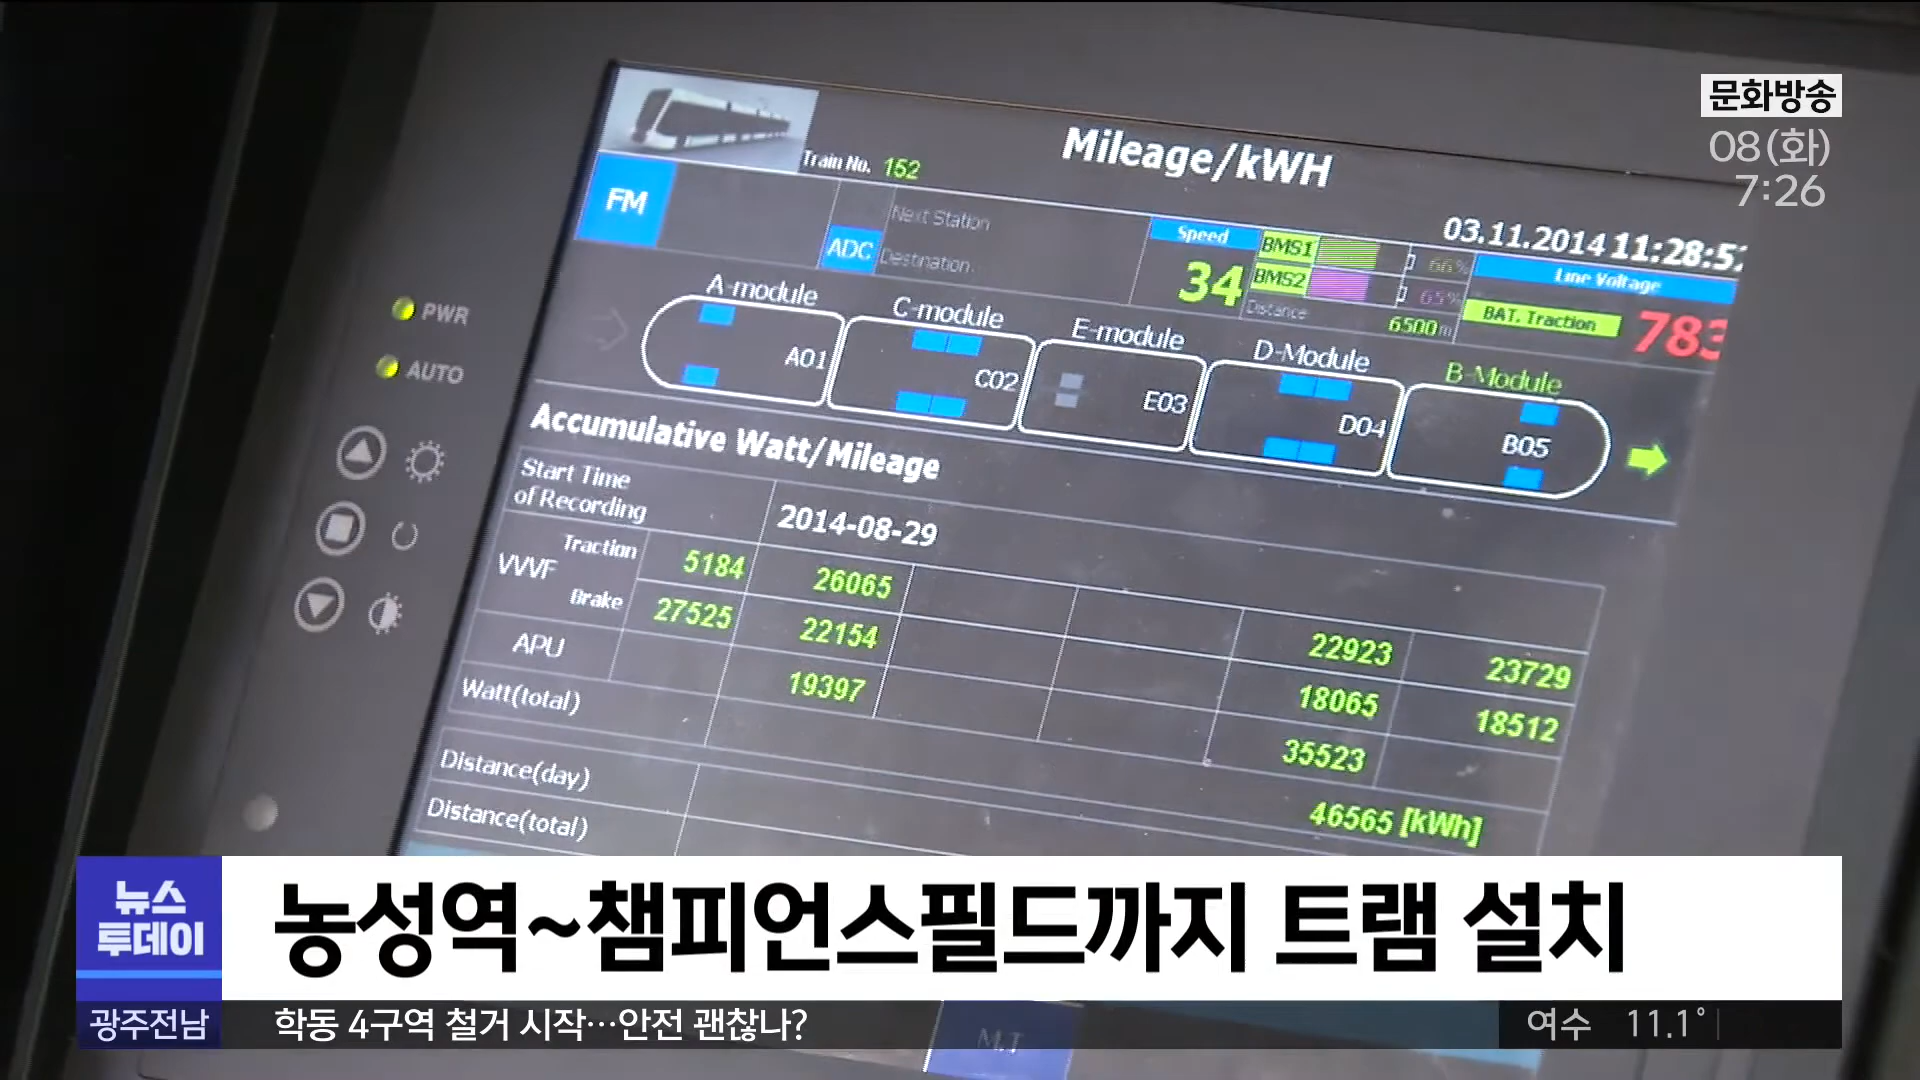 문화방송
08(화)
7:26
Mileage/kWH
Train No. 152
03.11.2014 11:28:5
FM
ADC
Next Station
Destination
Speed
34
BMS1
66%
BMS2
65%
Distance
6500 m
Line Voltage
BAT. Traction
783
A-module
C-module
E-module
D-Module
B-Module
A01
C02
E03
D04
B05
Accumulative Watt/Mileage
Start Time
of Recording
2014-08-29
VVVF
Traction
5184 26065 22923 23729
Brake
27525 22154 18065 18512
APU
19397 35523
Watt(total)
46565 [kWh]
Distance(day)
Distance(total)
PWR
AUTO
뉴스
투데이
농성역~챔피언스필드까지 트램 설치
광주전남
학동 4구역 철거 시작…안전 괜찮나?
M.T
여수 11.1°